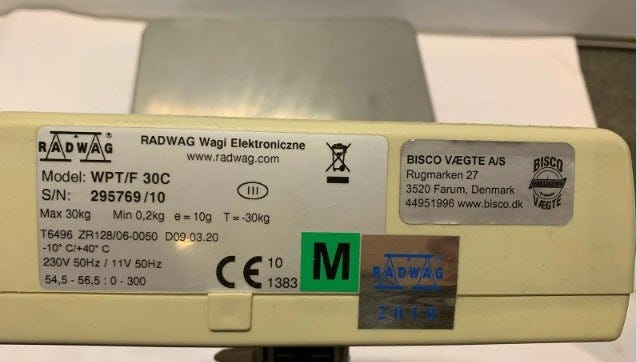 RADWAG®
RADWAG Wagi Elektroniczne
www.radwag.com
Model: WPT/F 30C
S/N: 295769/10
III
Max 30kg Min 0,2kg e = 10g T = -30kg
T6496 ZR128/06-0050 D09-03.20
-10° C/+40° C
230V 50Hz / 11V 50Hz
54,5 - 56,5 : 0 - 300
CE 10
1383
M
RADWAG
2010
BISCO VÆGTE A/S
Rugmarken 27
3520 Farum, Denmark
44951996 www.bisco.dk
BISCO
VÆGTE